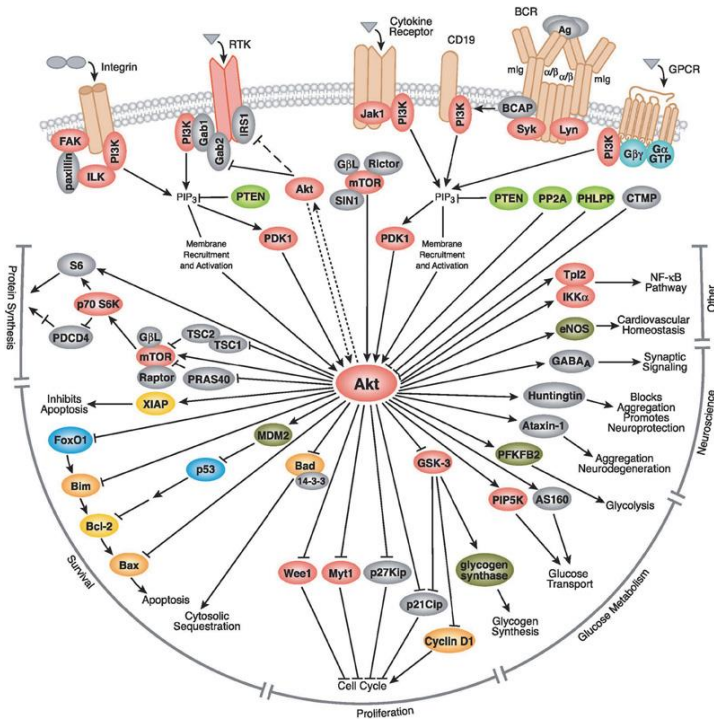 Integrin
RTK
Cytokine
Receptor
CD19
BCR
Ag
GPCR
mIg
α/β
α/β
mIg
FAK
paxillin
ILK
PI3K
PI3K
Gab1
Gab2
IRS1
Jak1
PI3K
PI3K
BCAP
Syk
Lyn
PI3K
Gβγ
Gα
GTP
PIP3
PTEN
Akt
GβL
Rictor
mTOR
SIN1
PIP3
PTEN
PP2A
PHLPP
CTMP
PDK1
PDK1
Membrane
Recruitment
and Activation
Membrane
Recruitment
and Activation
Protein Synthesis
S6
p70 S6K
PDCD4
GβL
mTOR
Raptor
TSC2
TSC1
PRAS40
Akt
Tpl2
IKKα
NF-κB
Pathway
eNOS
Cardiovascular
Homeostasis
Other
GABAA
Synaptic
Signaling
Huntingtin
Blocks
Aggregation
Promotes
Neuroprotection
Ataxin-1
Aggregation
Neurodegeneration
Neuroscience
PFKFB2
Glycolysis
PIP5K
AS160
Glucose
Transport
Glucose Metabolism
Inhibits
Apoptosis
XIAP
FoxO1
MDM2
p53
Bim
Bcl-2
Bax
Apoptosis
Survival
Bad
14-3-3
Cytosolic
Sequestration
GSK-3
Wee1
Myt1
p27Kip
p21Cip
glycogen
synthase
Glycogen
Synthesis
Cyclin D1
Cell Cycle
Proliferation